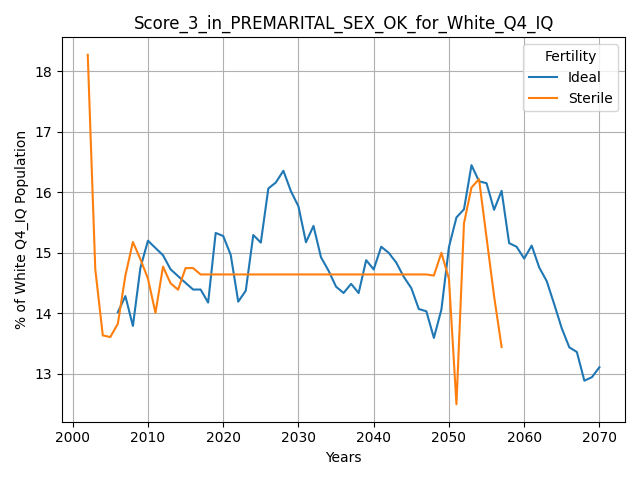 Score_3_in_PREMARITAL_SEX_OK_for_White_Q4_IQ
Fertility
Ideal
Sterile
% of White Q4_IQ Population
18
17
16
15
14
13
2000 2010 2020 2030 2040 2050 2060 2070
Years